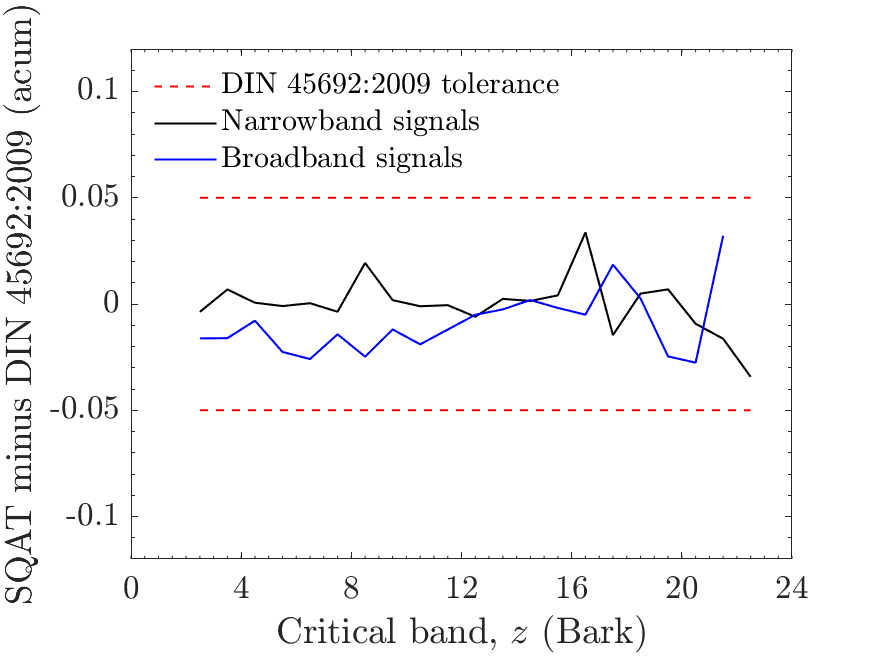 SQAT minus DIN 45692:2009 (acum)
0.1
0.05
0
-0.05
-0.1
DIN 45692:2009 tolerance
Narrowband signals
Broadband signals
0 4 8 12 16 20 24
Critical band, z (Bark)